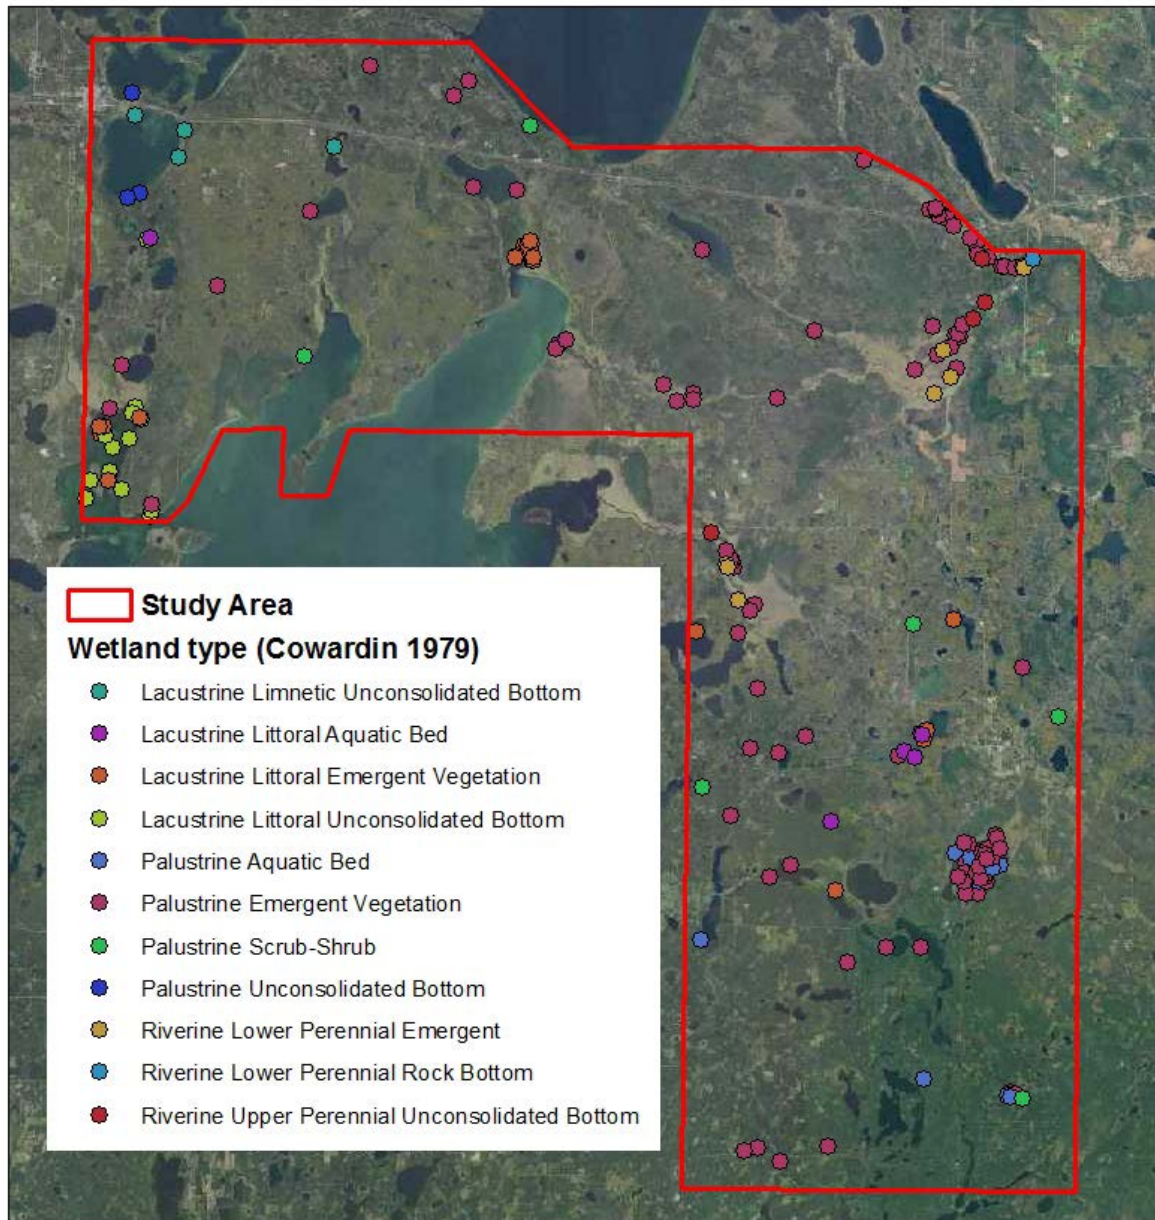 Study Area
Wetland type (Cowardin 1979)
Lacustrine Limnetic Unconsolidated Bottom
Lacustrine Littoral Aquatic Bed
Lacustrine Littoral Emergent Vegetation
Lacustrine Littoral Unconsolidated Bottom
Palustrine Aquatic Bed
Palustrine Emergent Vegetation
Palustrine Scrub-Shrub
Palustrine Unconsolidated Bottom
Riverine Lower Perennial Emergent
Riverine Lower Perennial Rock Bottom
Riverine Upper Perennial Unconsolidated Bottom